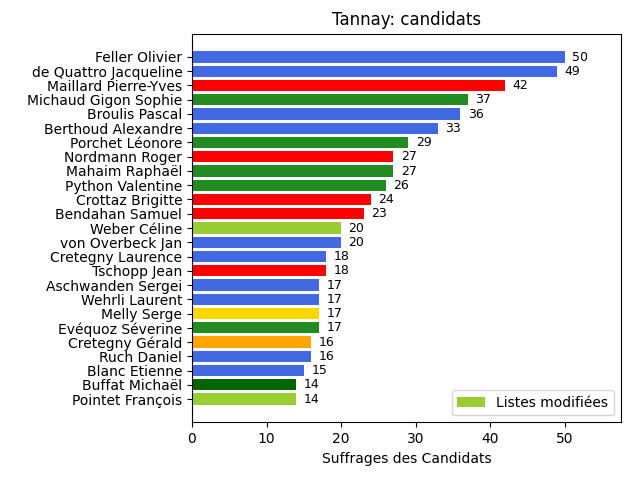 Tannay: candidats
Feller Olivier 50
de Quattro Jacqueline 49
Maillard Pierre-Yves 42
Michaud Gigon Sophie 37
Broulis Pascal 36
Berthoud Alexandre 33
Porchet Léonore 29
Nordmann Roger 27
Mahaim Raphaël 27
Python Valentine 26
Crottaz Brigitte 24
Bendahan Samuel 23
Weber Céline 20
von Overbeck Jan 20
Cretegny Laurence 18
Tschopp Jean 18
Aschwanden Sergei 17
Wehrli Laurent 17
Melly Serge 17
Evéquoz Séverine 17
Cretegny Gérald 16
Ruch Daniel 16
Blanc Etienne 15
Buffat Michaël 14
Pointet François 14
Listes modifiées
0 10 20 30 40 50
Suffrages des Candidats